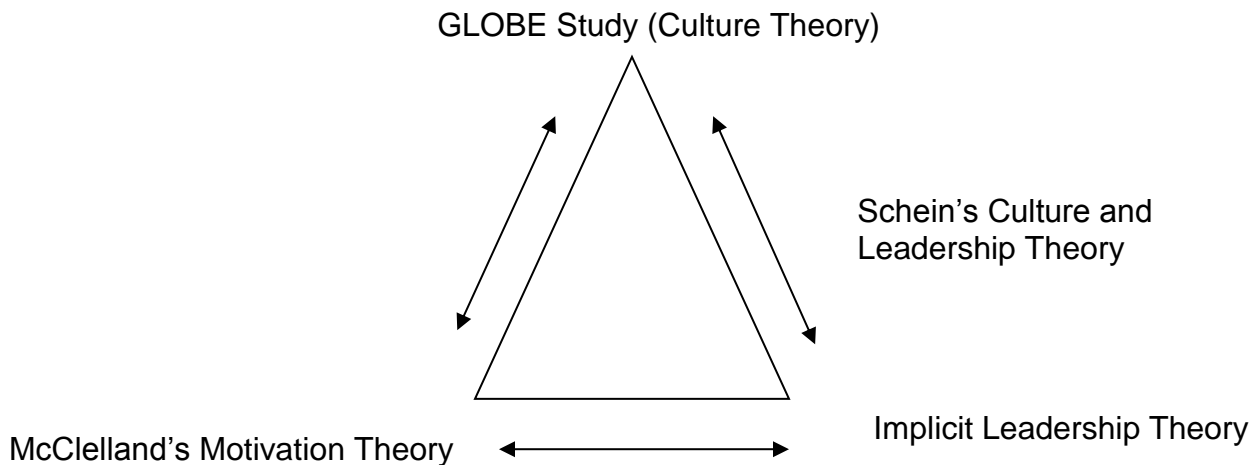 GLOBE Study (Culture Theory)
Schein’s Culture and
Leadership Theory
McClelland’s Motivation Theory
Implicit Leadership Theory